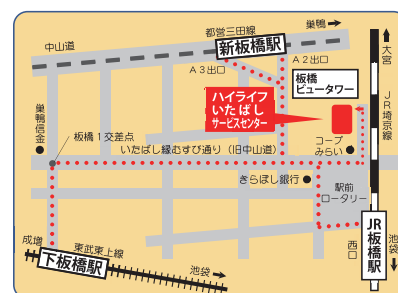 都営三田線
巣鴨
中山道
新板橋駅
大宮
A3出口
A2出口
板橋
ビュータワー
JR埼京線
ハイライフ
いたばし
サービスセンター
巣鴨信金
板橋1交差点
コープ
みらい
いたばし縁むすび通り（旧中山道）
きらぼし銀行
駅前
ロータリー
成増
東武東上線
下板橋駅
池袋
西口
JR板橋駅
池袋